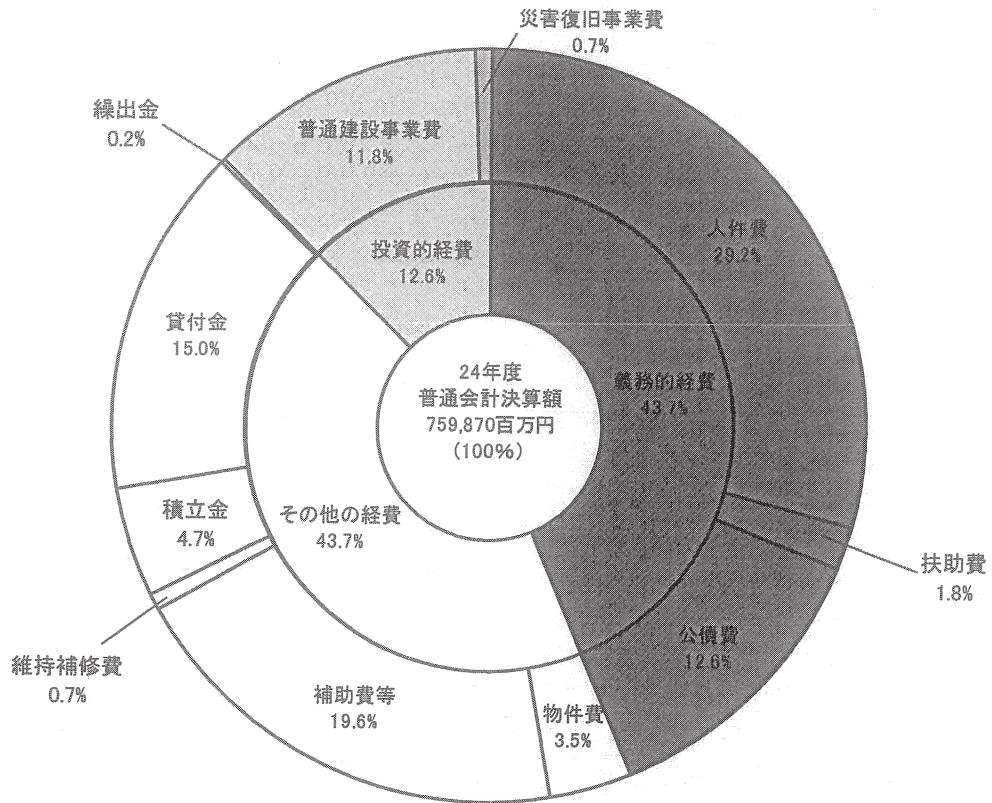 災害復旧事業費
0.7%
繰出金
0.2%
普通建設事業費
11.8%
人件費
29.2%
投資的経費
12.6%
貸付金
15.0%
24年度
普通会計決算額
759,870百万円
(100%)
義務的経費
43.7%
積立金
4.7%
その他の経費
43.7%
扶助費
1.8%
公債費
12.6%
維持補修費
0.7%
補助費等
19.6%
物件費
3.5%